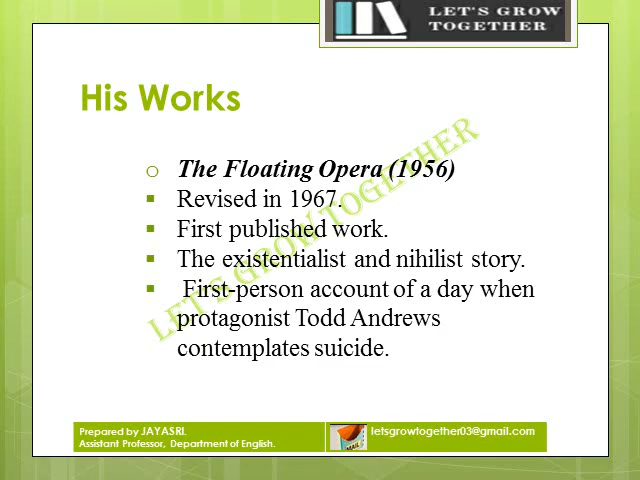 LET'S GROW
TOGETHER
His Works
The Floating Opera (1956)
Revised in 1967.
First published work.
The existentialist and nihilist story.
First-person account of a day when
protagonist Todd Andrews
contemplates suicide.
LET'S GROW TOGETHER
Prepared by JAYASRI.
Assistant Professor, Department of English.
letsgrowtogether03@gmail.com